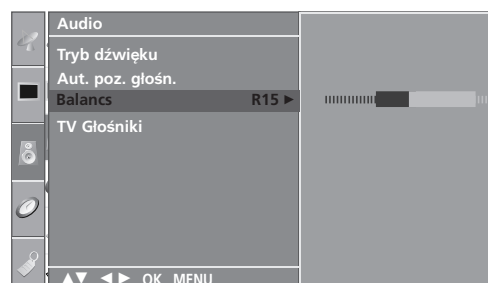 Audio
Tryb dźwięku
Aut. poz. głośn.
Balancs R15 ►
TV Głośniki
▲▼ ◄► OK MENU